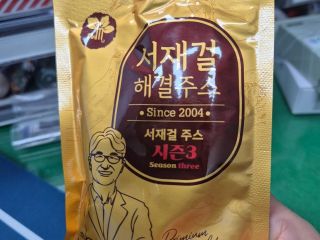 서재걸
해결주스
• Since 2004 •
서재걸 주스
시즌3
Season three
Premium